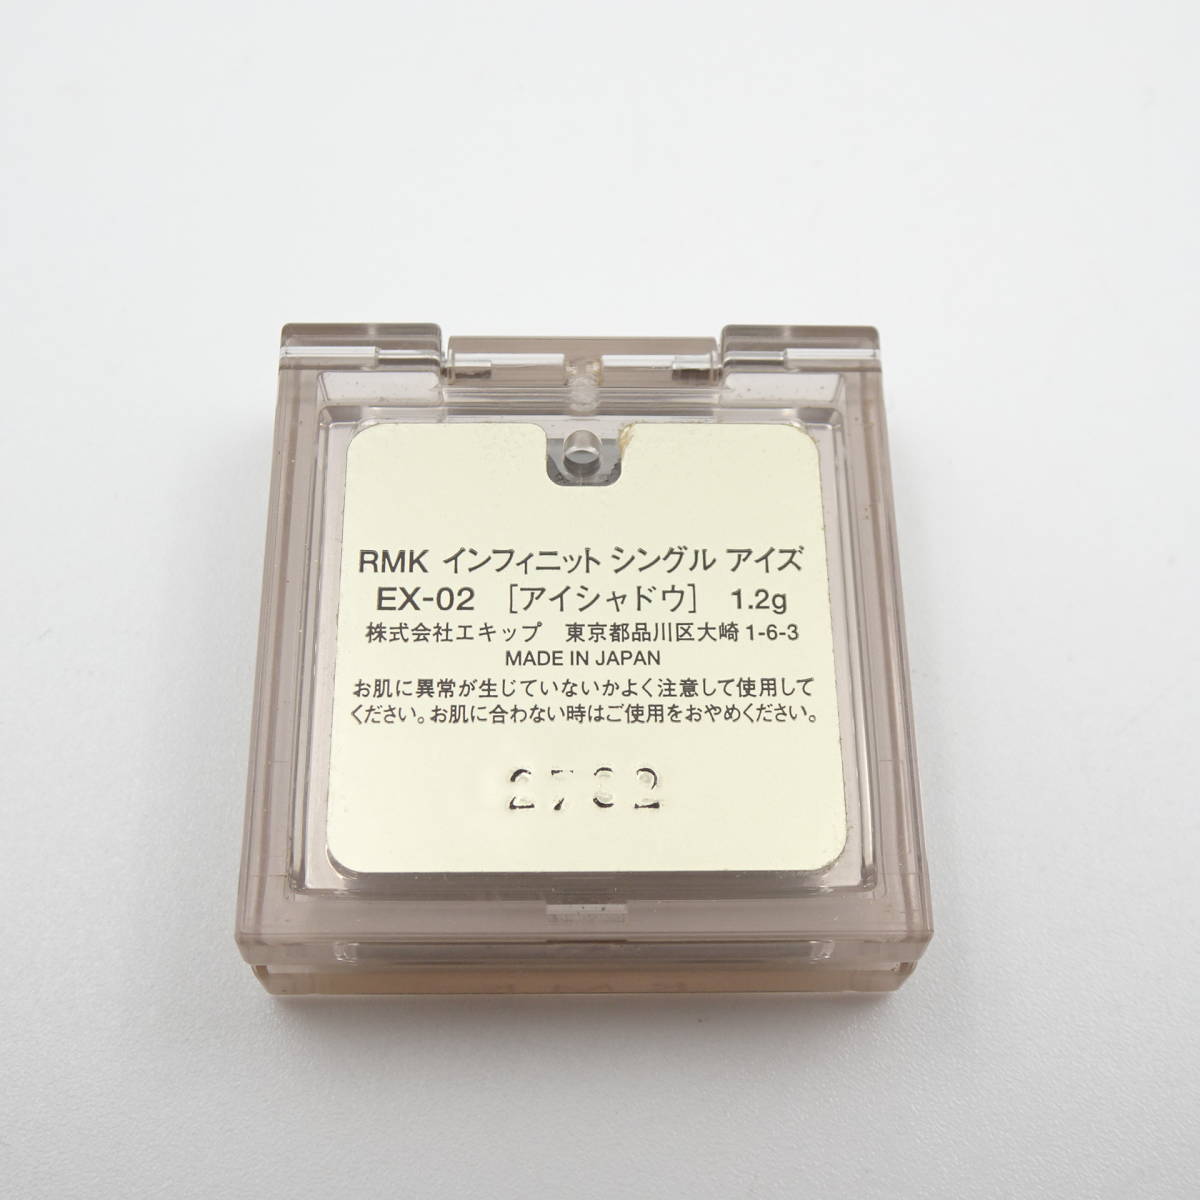 RMK インフィニット シングル アイズ
EX-02 ［アイシャドウ］ 1.2g
株式会社エキップ 東京都品川区大崎1-6-3
MADE IN JAPAN
お肌に異常が生じていないかよく注意して使用して
ください。お肌に合わない時はご使用をおやめください。
2762